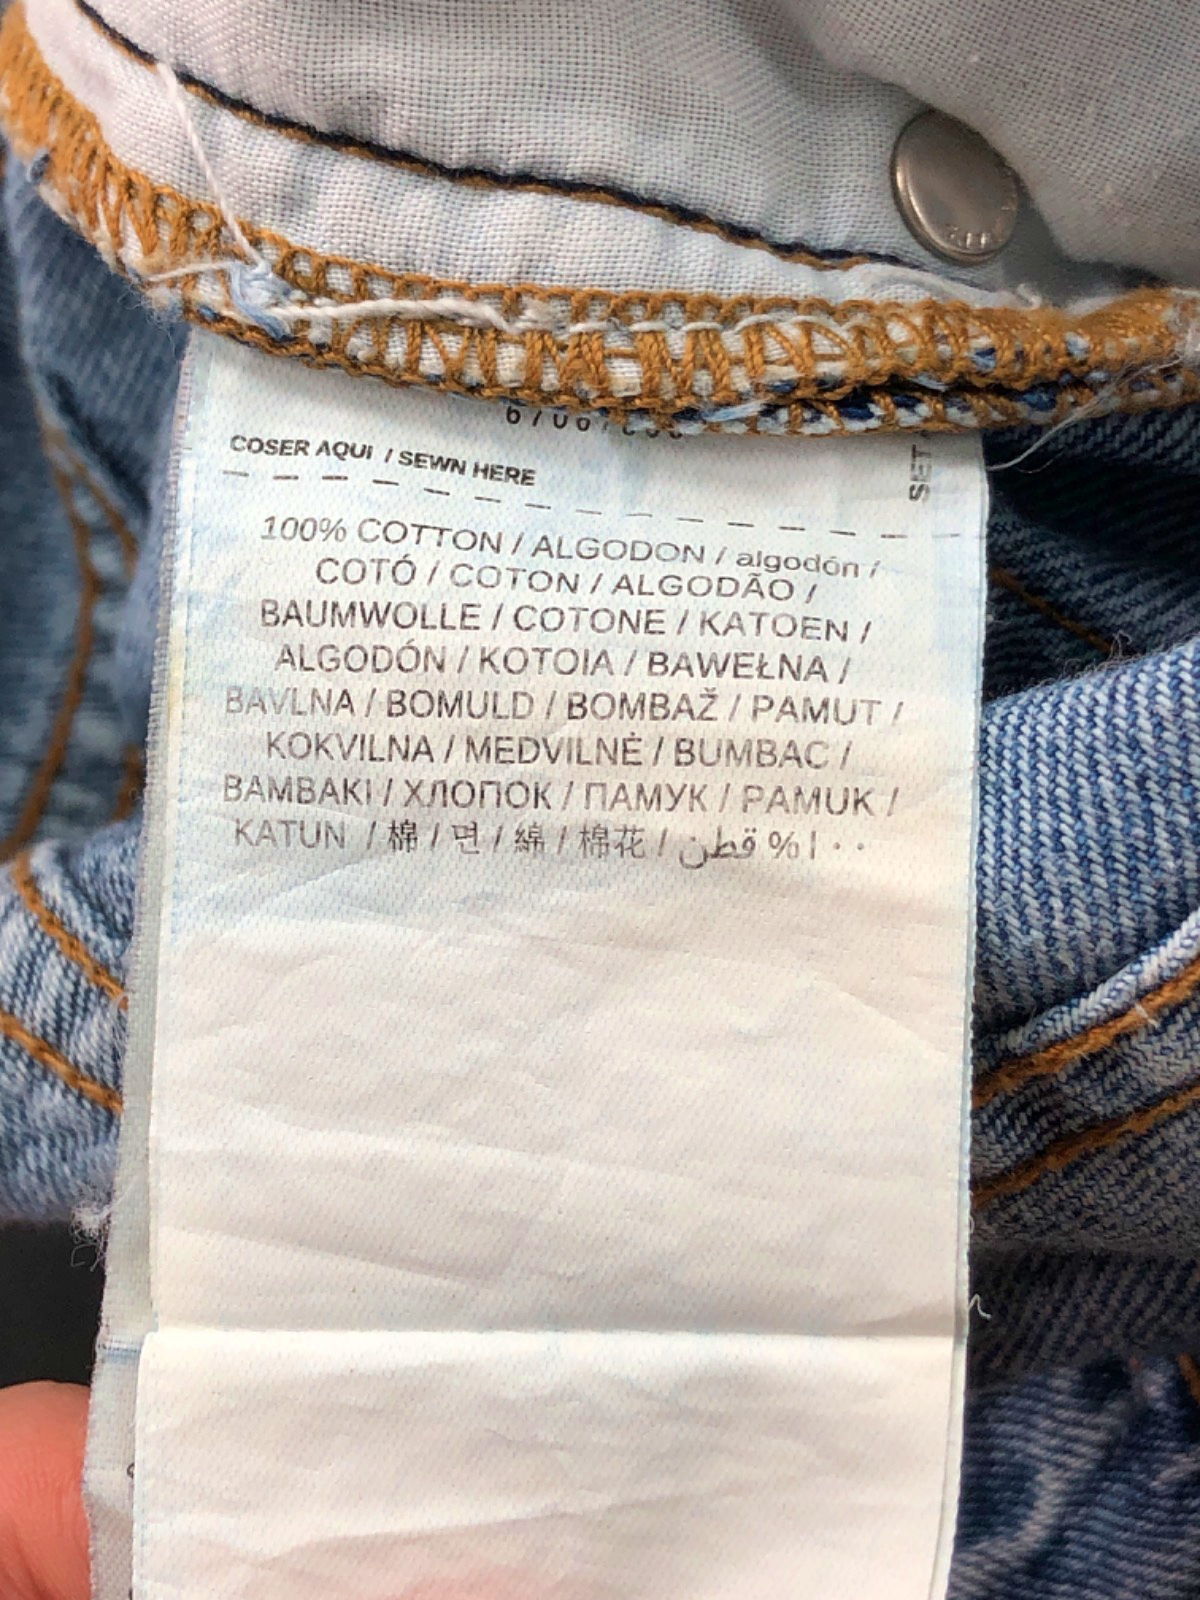 COSER AQUI / SEWN HERE
SET
100% COTTON / ALGODON / algodón /
COTÓ / COTON / ALGODÃO /
BAUMWOLLE / COTONE / KATOEN /
ALGODÓN / KOTOIA / BAWEŁNA /
BAVLNA / BOMULD / BOMBAŽ / PAMUT /
KOKVILNA / MEDVILNĖ / BUMBAC /
BAMBAKI / ХЛОПОК / ПАМУК / PAMUK /
KATUN / 棉 / 면 / 綿 / 棉花 / قطن %١٠٠